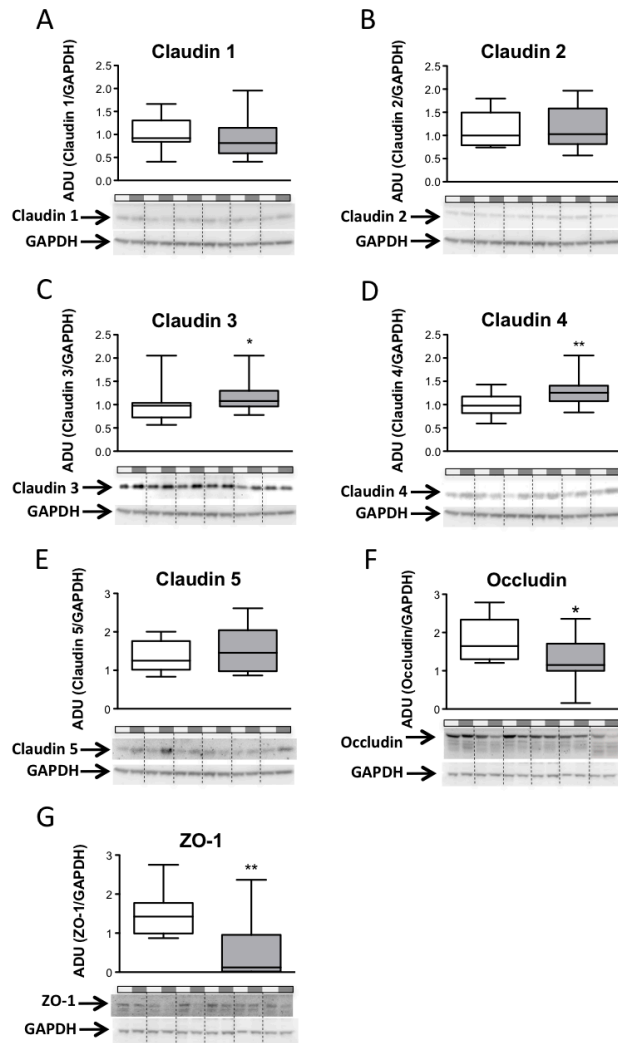 A
Claudin 1
ADU (Claudin 1/GAPDH)
2.5
2.0
1.5
1.0
0.5
0.0
Claudin 1
GAPDH
B
Claudin 2
ADU (Claudin 2/GAPDH)
2.5
2.0
1.5
1.0
0.5
0.0
Claudin 2
GAPDH
C
Claudin 3
ADU (Claudin 3/GAPDH)
2.5
2.0
1.5
1.0
0.5
0.0
*
Claudin 3
GAPDH
D
Claudin 4
ADU (Claudin 4/GAPDH)
2.5
2.0
1.5
1.0
0.5
0.0
**
Claudin 4
GAPDH
E
Claudin 5
ADU (Claudin 5/GAPDH)
3
2
1
0
Claudin 5
GAPDH
F
Occludin
ADU (Occludin/GAPDH)
3
2
1
0
*
Occludin
GAPDH
G
ZO-1
ADU (ZO-1/GAPDH)
3
2
1
0
**
ZO-1
GAPDH